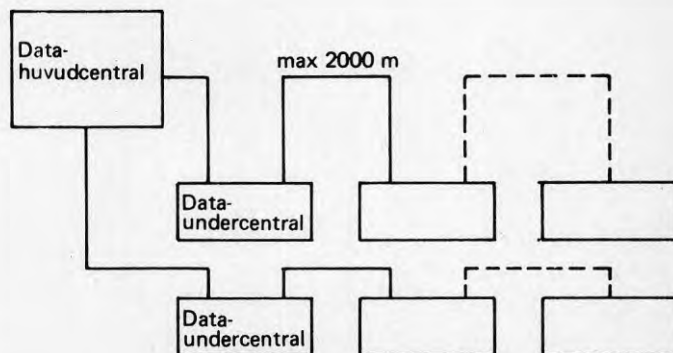 Data-
huvudcentral
max 2000 m
Data-
undercentral
Data-
undercentral